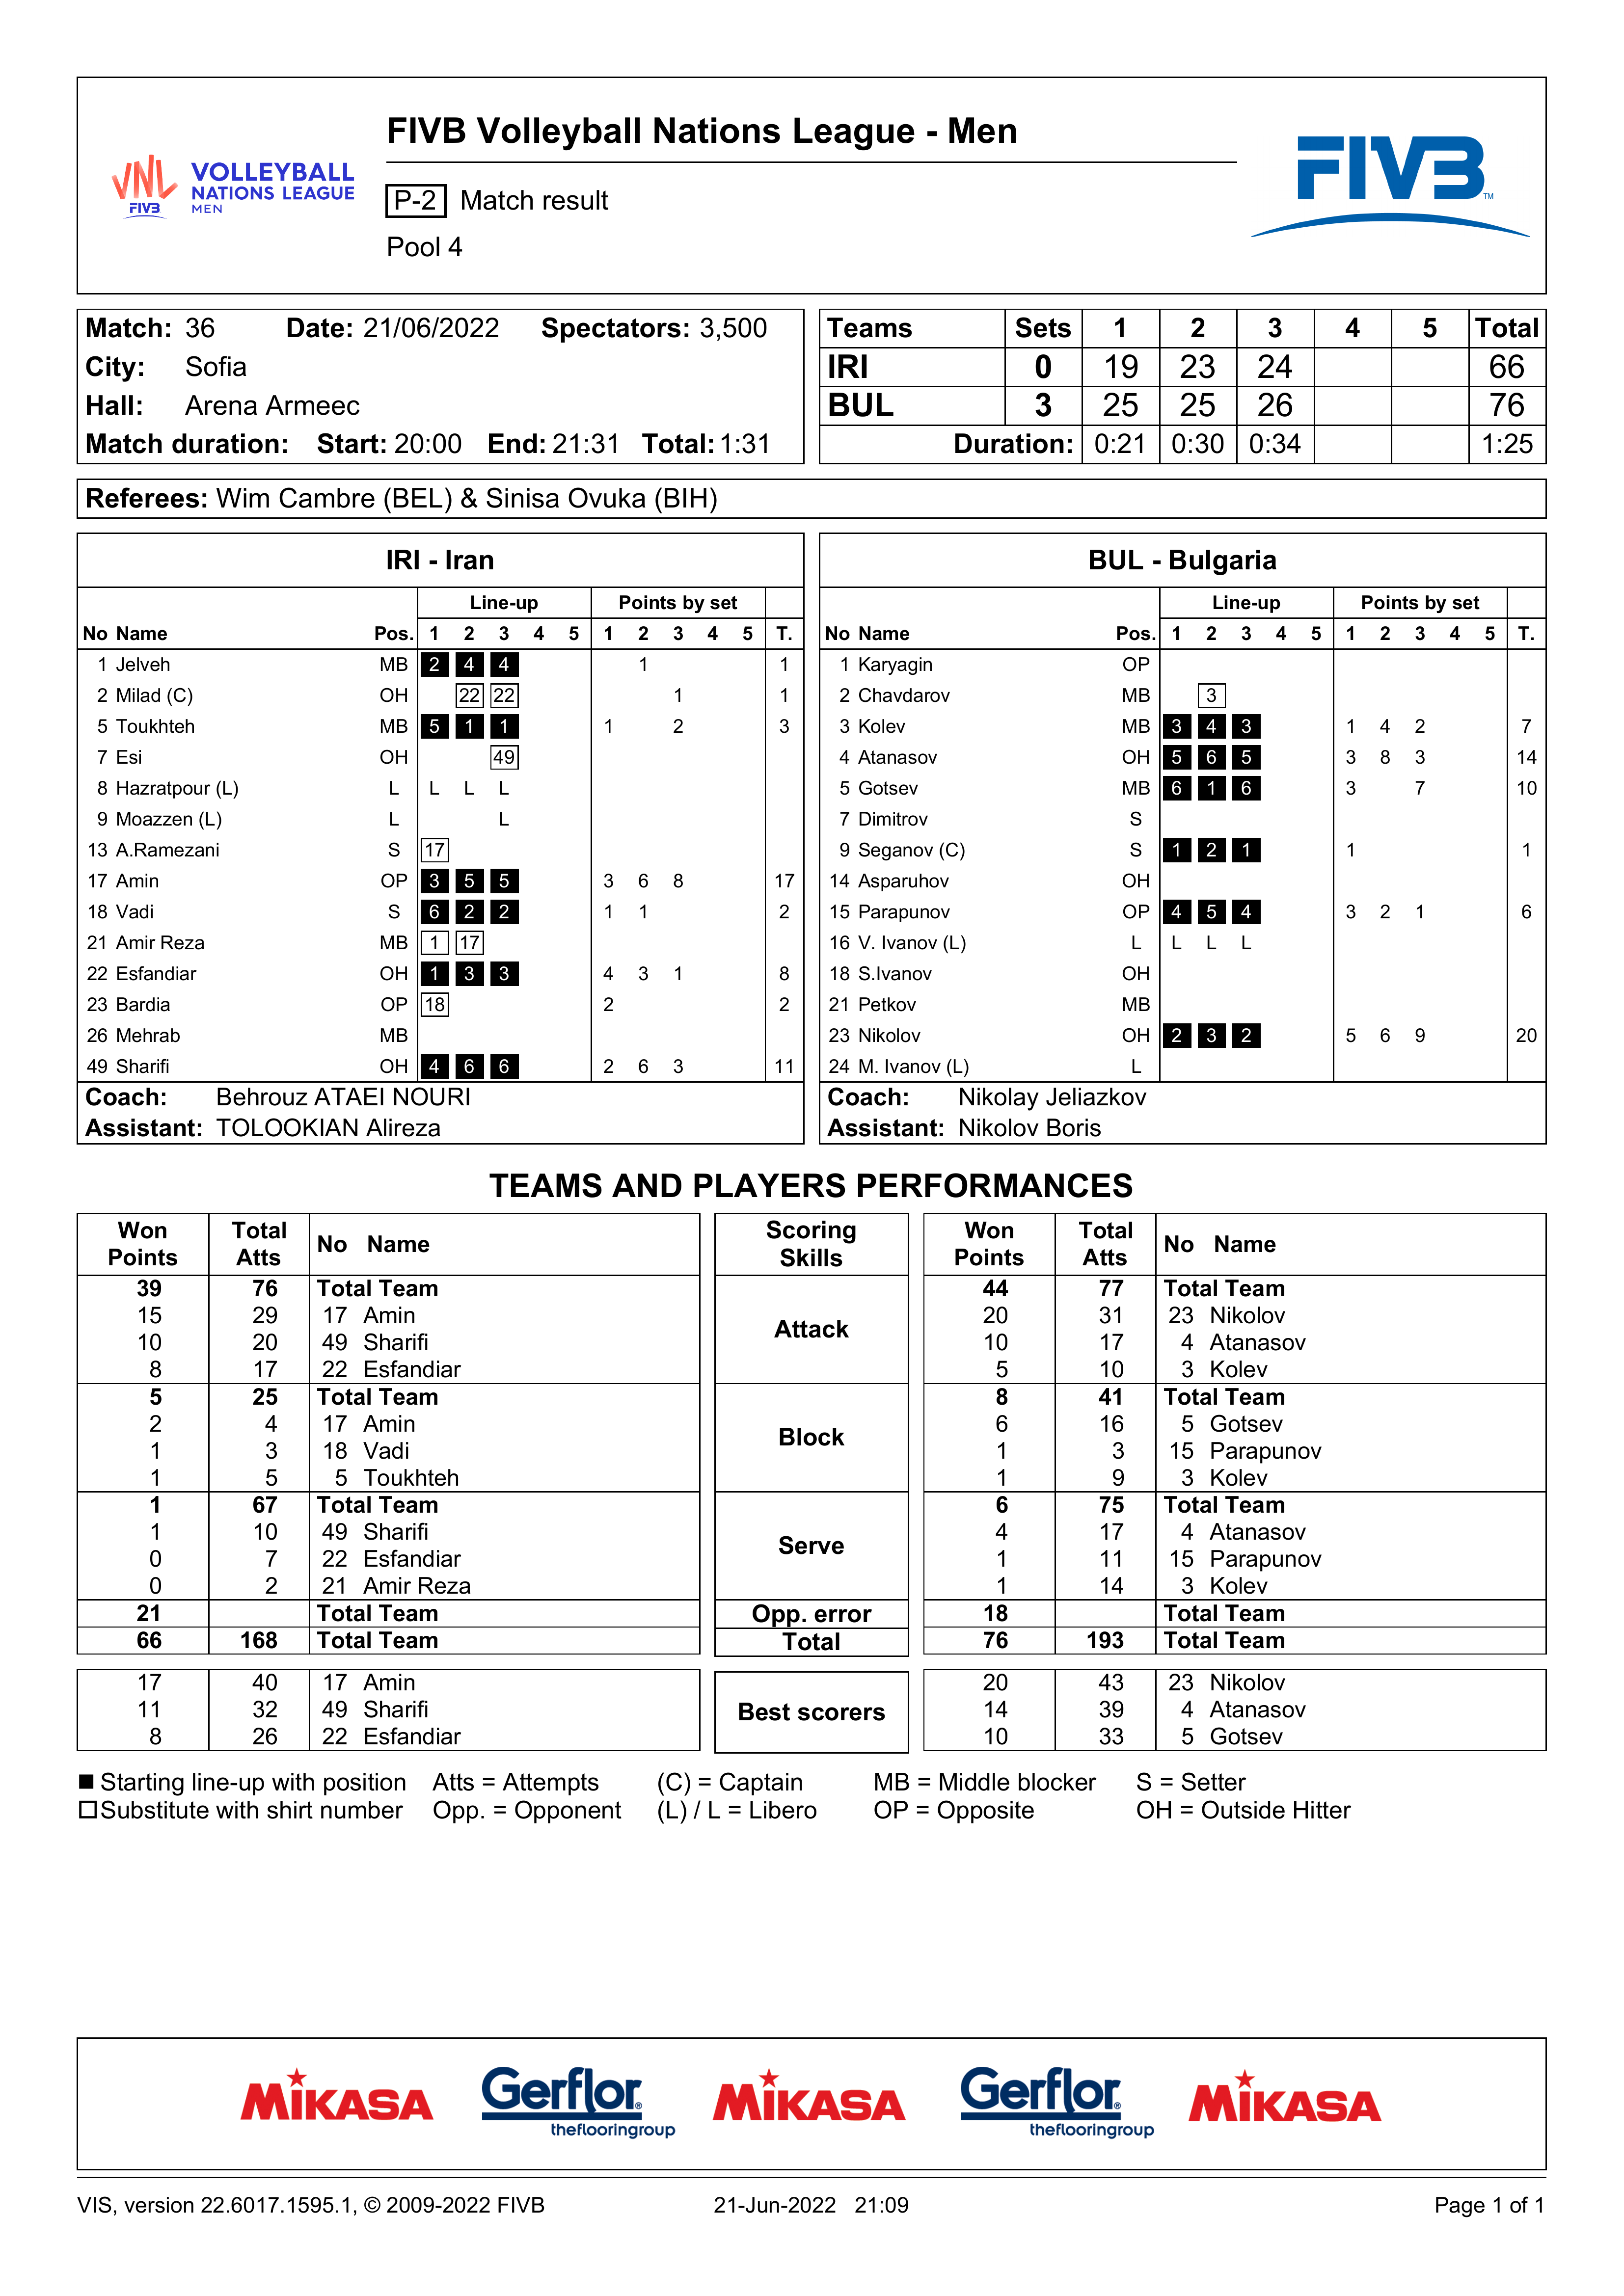 VNL FIVB VOLLEYBALL NATIONS LEAGUE MEN
FIVB Volleyball Nations League - Men
P-2 Match result
Pool 4
FIVB TM
Match: 36 Date: 21/06/2022 Spectators: 3,500
City: Sofia
Hall: Arena Armeec
Match duration: Start: 20:00 End: 21:31 Total: 1:31
Teams Sets 1 2 3 4 5 Total
IRI 0 19 23 24 66
BUL 3 25 25 26 76
Duration: 0:21 0:30 0:34 1:25
Referees: Wim Cambre (BEL) & Sinisa Ovuka (BIH)
IRI - Iran
Line-up Points by set
No Name Pos. 1 2 3 4 5 1 2 3 4 5 T.
1 Jelveh MB 2 4 4 1 1
2 Milad (C) OH 22 22 1 1
5 Toukhteh MB 5 1 1 1 2 3
7 Esi OH 49
8 Hazratpour (L) L L L L
9 Moazzen (L) L L
13 A.Ramezani S 17
17 Amin OP 3 5 5 3 6 8 17
18 Vadi S 6 2 2 1 1 2
21 Amir Reza MB 1 17
22 Esfandiar OH 1 3 3 4 3 1 8
23 Bardia OP 18 2 2
26 Mehrab MB
49 Sharifi OH 4 6 6 2 6 3 11
Coach: Behrouz ATAEI NOURI
Assistant: TOLOOKIAN Alireza
BUL - Bulgaria
Line-up Points by set
No Name Pos. 1 2 3 4 5 1 2 3 4 5 T.
1 Karyagin OP
2 Chavdarov MB 3
3 Kolev MB 3 4 3 1 4 2 7
4 Atanasov OH 5 6 5 3 8 3 14
5 Gotsev MB 6 1 6 3 7 10
7 Dimitrov S
9 Seganov (C) S 1 2 1 1 1
14 Asparuhov OH
15 Parapunov OP 4 5 4 3 2 1 6
16 V. Ivanov (L) L L L L
18 S.Ivanov OH
21 Petkov MB
23 Nikolov OH 2 3 2 5 6 9 20
24 M. Ivanov (L) L
Coach: Nikolay Jeliazkov
Assistant: Nikolov Boris
TEAMS AND PLAYERS PERFORMANCES
Won Points Total Atts No Name Scoring Skills Won Points Total Atts No Name
39 76 Total Team 44 77 Total Team
15 29 17 Amin Attack 20 31 23 Nikolov
10 20 49 Sharifi 10 17 4 Atanasov
8 17 22 Esfandiar 5 10 3 Kolev
5 25 Total Team 8 41 Total Team
2 4 17 Amin Block 6 16 5 Gotsev
1 3 18 Vadi 1 3 15 Parapunov
1 5 5 Toukhteh 1 9 3 Kolev
1 67 Total Team 6 75 Total Team
1 10 49 Sharifi Serve 4 17 4 Atanasov
0 7 22 Esfandiar 1 11 15 Parapunov
0 2 21 Amir Reza 1 14 3 Kolev
21 Total Team Opp. error 18 Total Team
66 168 Total Team Total 76 193 Total Team
17 40 17 Amin Best scorers 20 43 23 Nikolov
11 32 49 Sharifi 14 39 4 Atanasov
8 26 22 Esfandiar 10 33 5 Gotsev
Starting line-up with position Atts = Attempts (C) = Captain MB = Middle blocker S = Setter
Substitute with shirt number Opp. = Opponent (L) / L = Libero OP = Opposite OH = Outside Hitter
MIKASA Gerflor® theflooringgroup MIKASA Gerflor® theflooringgroup MIKASA
VIS, version 22.6017.1595.1, © 2009-2022 FIVB 21-Jun-2022 21:09 Page 1 of 1